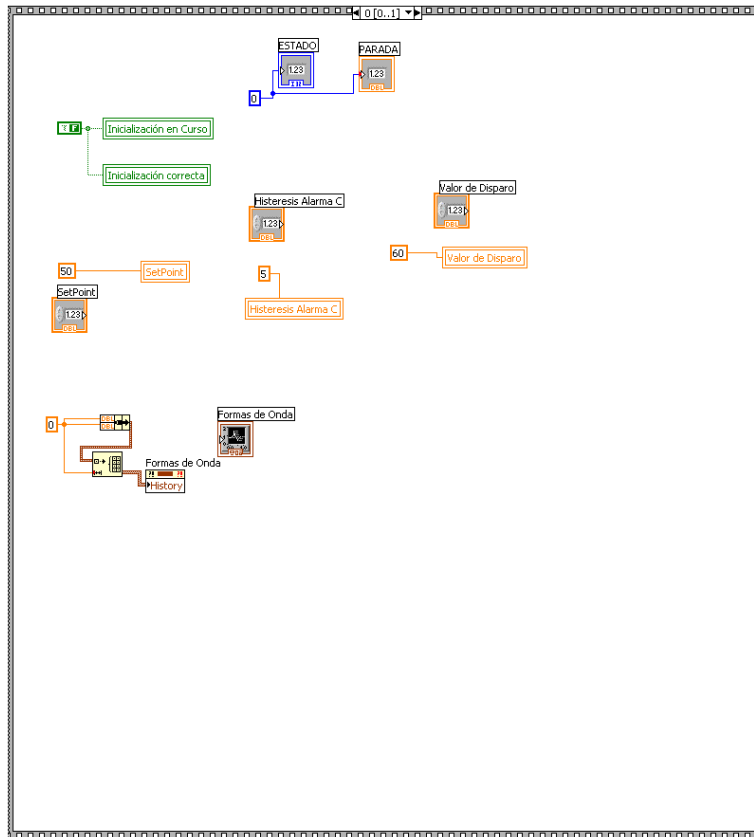 0 [0..1]
ESTADO
PARADA
1.23
1.23
DBL
0
F
Inicialización en Curso
Inicialización correcta
Histeresis Alarma C
Valor de Disparo
1.23
DBL
1.23
DBL
60
Valor de Disparo
50
SetPoint
5
SetPoint
Histeresis Alarma C
1.23
DBL
0
DBL
DBL
Formas de Onda
Formas de Onda
History